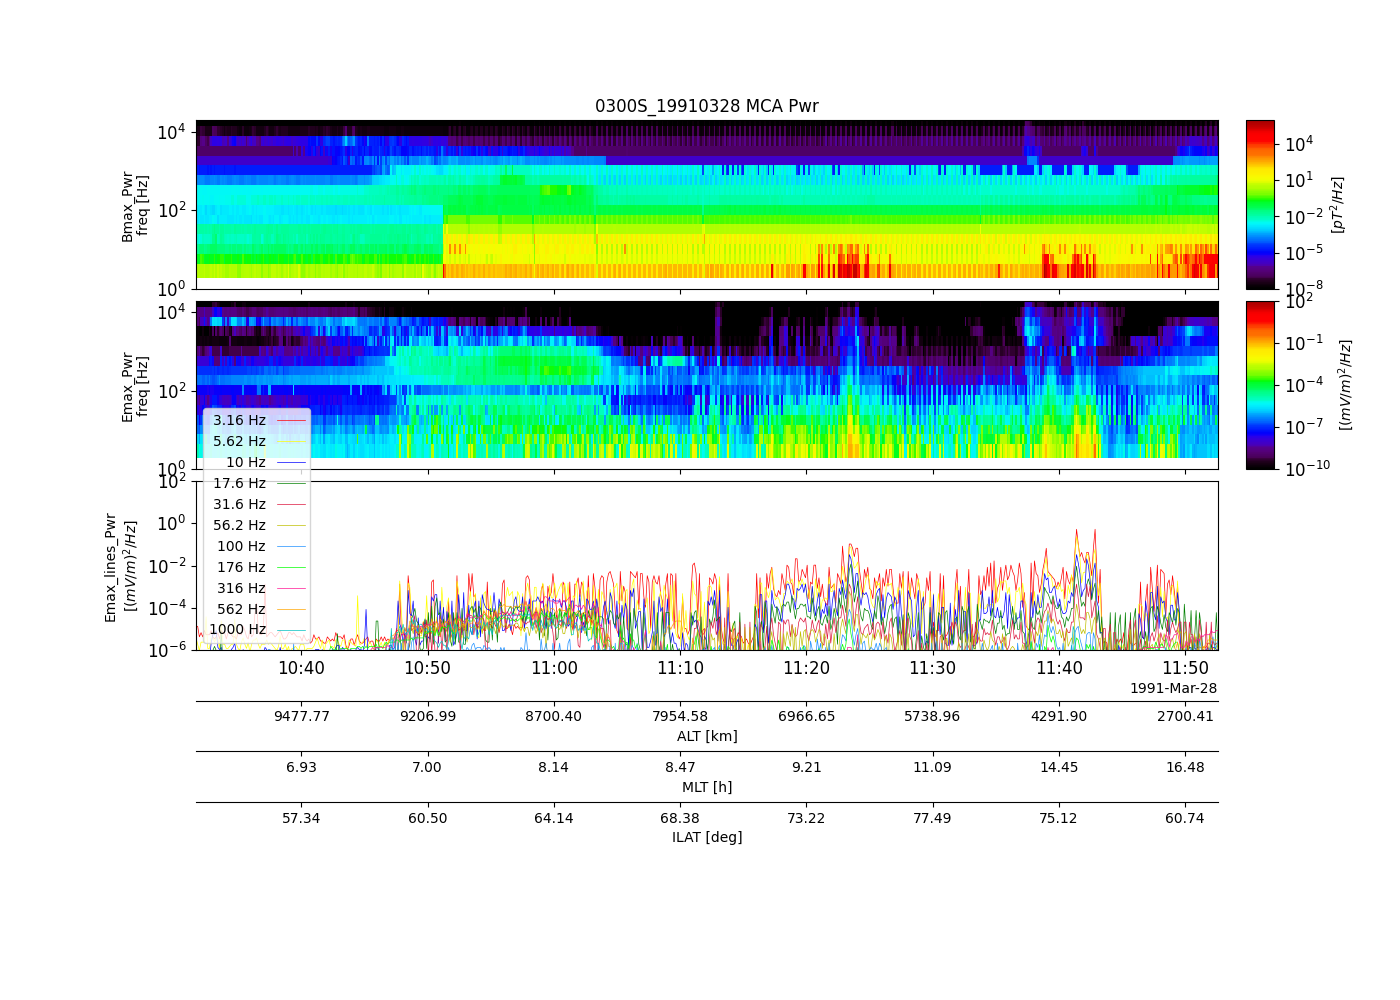 0300S_19910328 MCA Pwr
10^4
10^2
10^0
Bmax_Pwr
freq [Hz]
10^4
10^1
10^-2
10^-5
10^-8
[pT^2/Hz]
10^4
10^2
10^0
Emax_Pwr
freq [Hz]
10^2
10^-1
10^-4
10^-7
10^-10
[(mV/m)^2/Hz]
3.16 Hz
5.62 Hz
10 Hz
17.6 Hz
31.6 Hz
56.2 Hz
100 Hz
176 Hz
316 Hz
562 Hz
1000 Hz
10^2
10^0
10^-2
10^-4
10^-6
Emax_lines_Pwr
[(mV/m)^2/Hz]
10:40 10:50 11:00 11:10 11:20 11:30 11:40 11:50
1991-Mar-28
9477.77 9206.99 8700.40 7954.58 6966.65 5738.96 4291.90 2700.41
ALT [km]
6.93 7.00 8.14 8.47 9.21 11.09 14.45 16.48
MLT [h]
57.34 60.50 64.14 68.38 73.22 77.49 75.12 60.74
ILAT [deg]